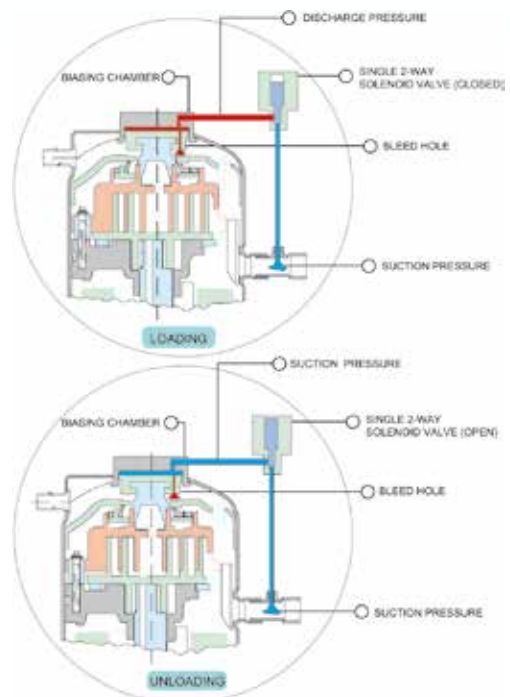 DISCHARGE PRESSURE
BIASING CHAMBER
SINGLE 2-WAY
SOLENOID VALVE (CLOSED)
BLEED HOLE
SUCTION PRESSURE
LOADING
SUCTION PRESSURE
BIASING CHAMBER
SINGLE 2-WAY
SOLENOID VALVE (OPEN)
BLEED HOLE
SUCTION PRESSURE
UNLOADING